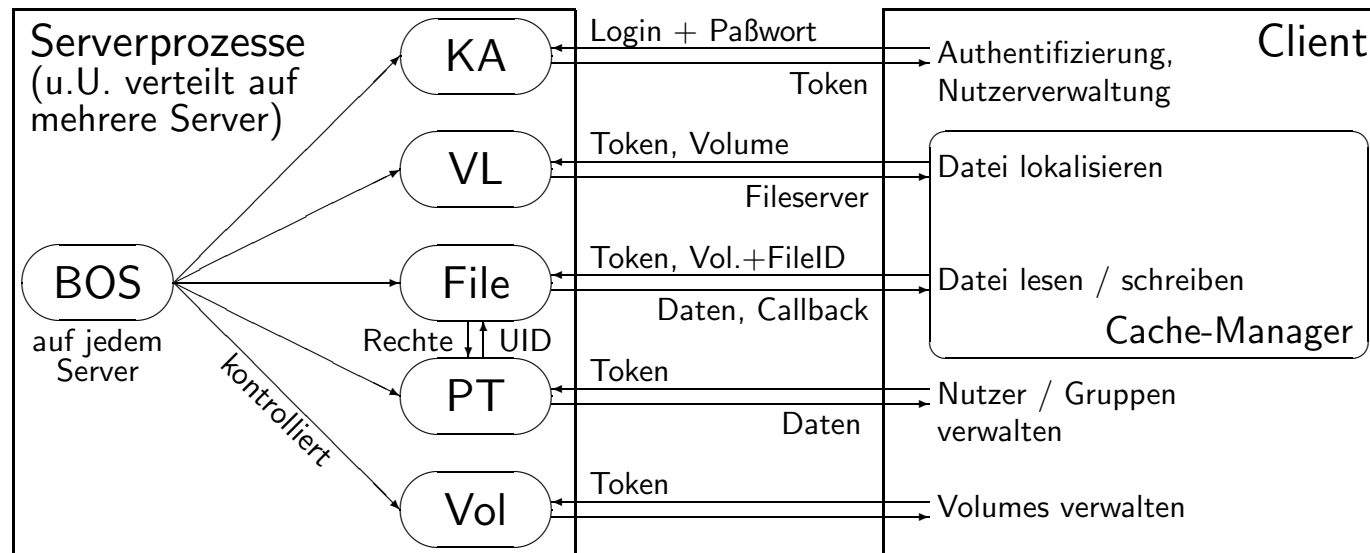 Serverprozesse
(u.U. verteilt auf
mehrere Server)
BOS
auf jedem
Server
kontrolliert
KA
VL
File
Rechte
UID
PT
Vol
Login + Paßwort
Token
Token, Volume
Fileserver
Token, Vol.+FileID
Daten, Callback
Token
Daten
Token
Client
Authentifizierung,
Nutzerverwaltung
Datei lokalisieren
Datei lesen / schreiben
Cache-Manager
Nutzer / Gruppen
verwalten
Volumes verwalten